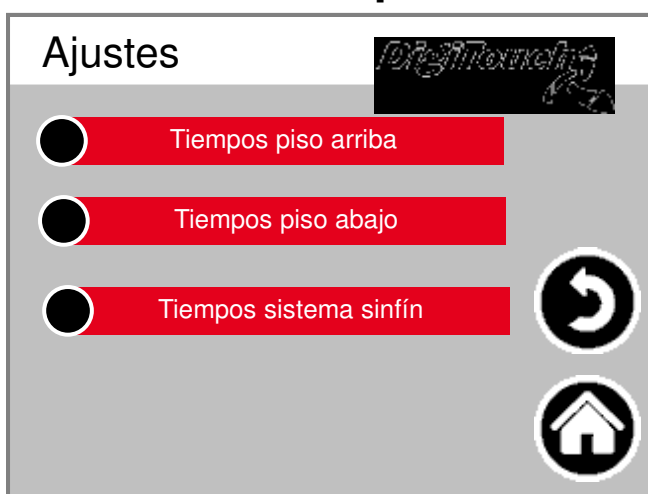 Ajustes
DigiTouch
Tiempos piso arriba
Tiempos piso abajo
Tiempos sistema sinfín